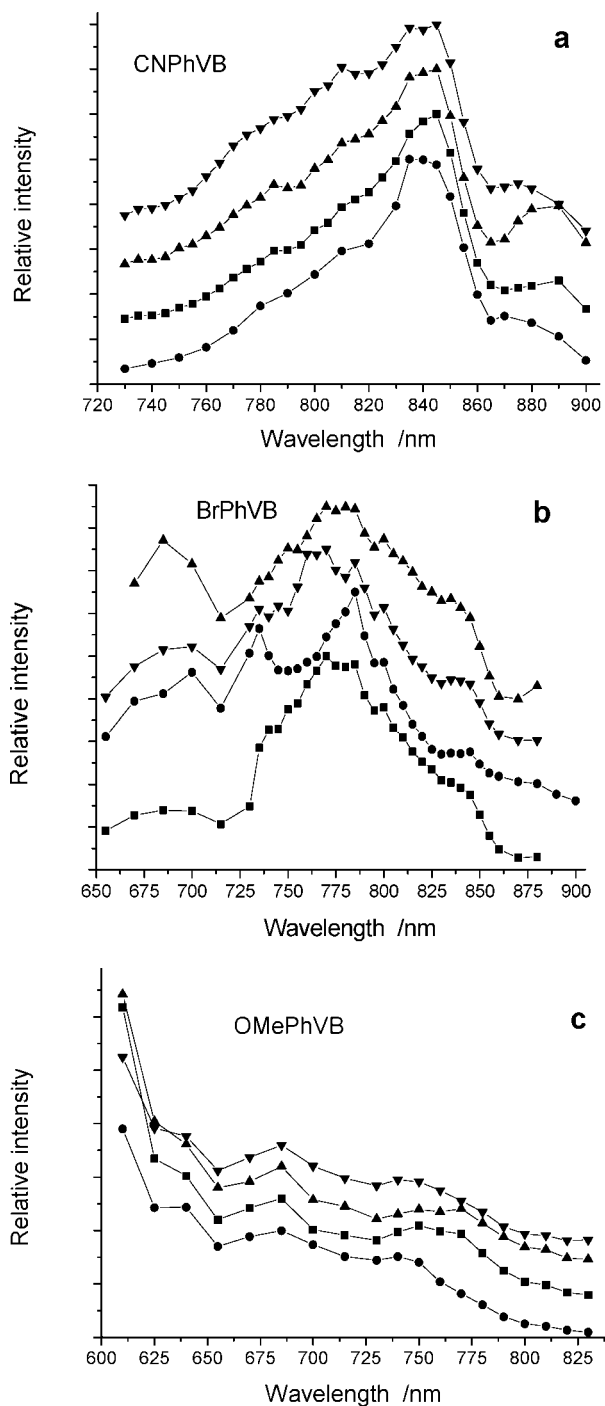 a
CNPhVB
Relative intensity
720 740 760 780 800 820 840 860 880 900
Wavelength /nm
b
BrPhVB
Relative intensity
650 675 700 725 750 775 800 825 850 875 900
Wavelength /nm
c
OMePhVB
Relative intensity
600 625 650 675 700 725 750 775 800 825
Wavelength /nm